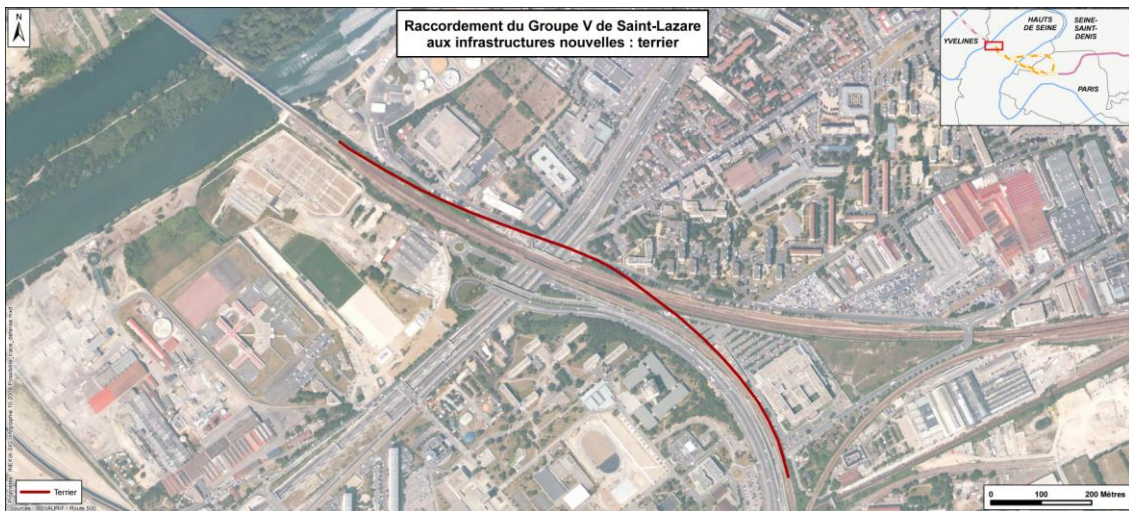 Raccordement du Groupe V de Saint-Lazare
aux infrastructures nouvelles : terrier
N
HAUTS
DE SEINE
SEINE-
SAINT-
DENIS
YVELINES
PARIS
Terrier
0 100 200 Mètres